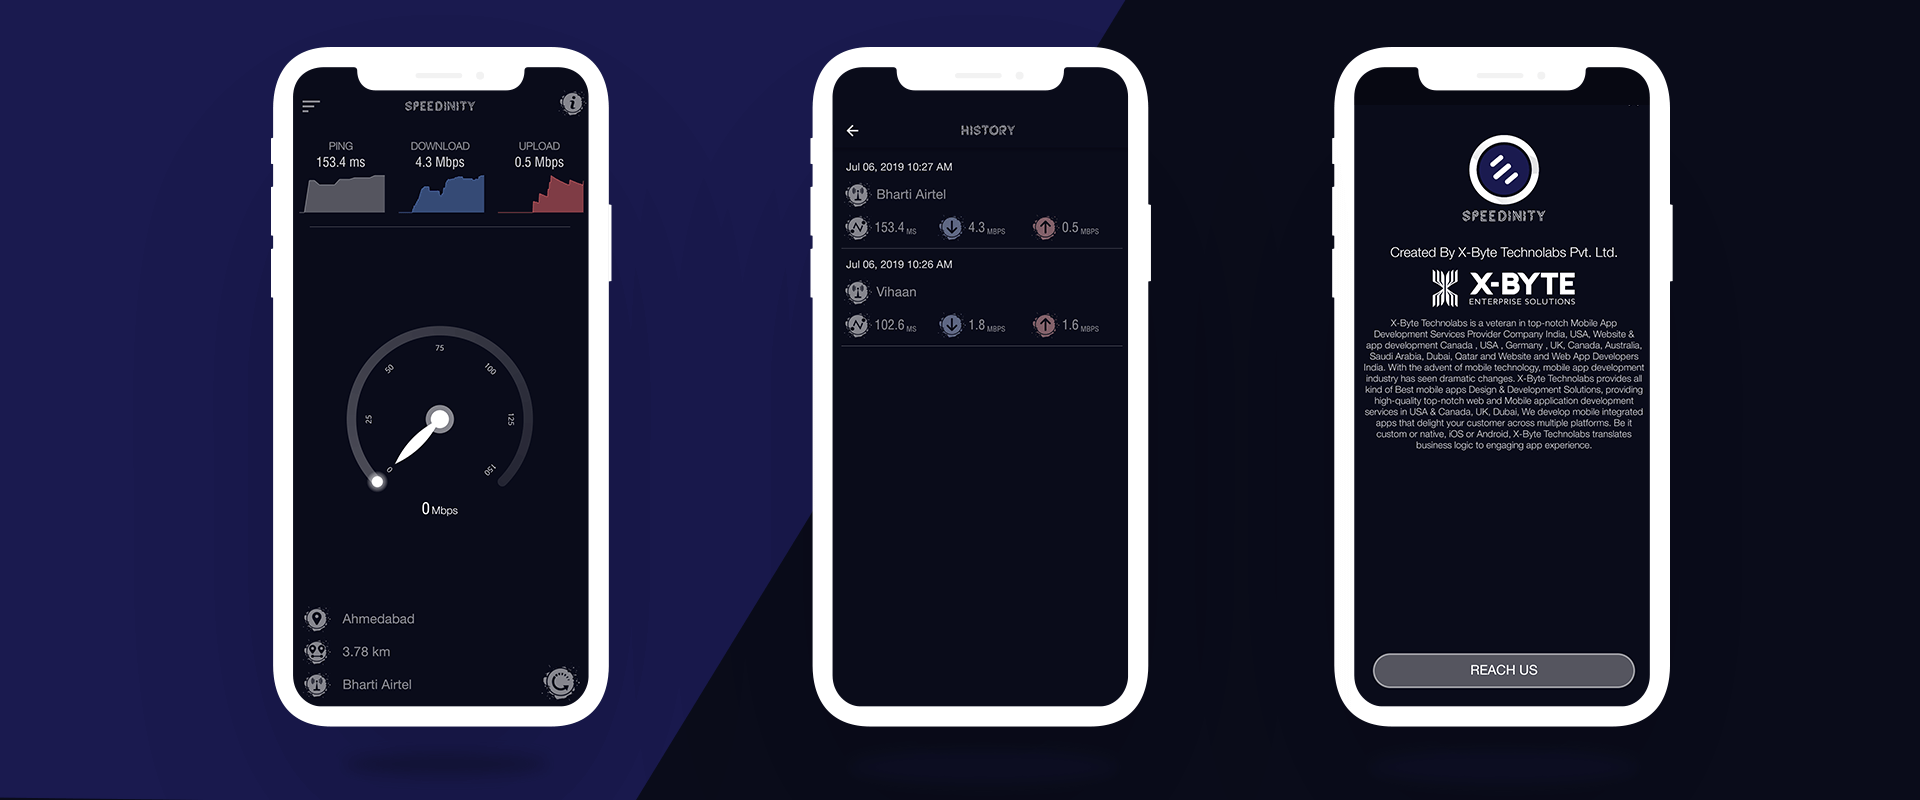 SPEEDINITY
PING DOWNLOAD UPLOAD
153.4 ms 4.3 Mbps 0.5 Mbps
75
50 100
25 125
0 150
0 Mbps
Ahmedabad
3.78 km
Bharti Airtel
HISTORY
Jul 06, 2019 10:27 AM
Bharti Airtel
153.4 MS 4.3 MBPS 0.5 MBPS
Jul 06, 2019 10:26 AM
Vihaan
102.6 MS 1.8 MBPS 1.6 MBPS
SPEEDINITY
Created By X-Byte Technolabs Pvt. Ltd.
X-BYTE
ENTERPRISE SOLUTIONS
X-Byte Technolabs is a veteran in top-notch Mobile App
Development Services Provider Company India, USA, Website &
app development Canada , USA , Germany , UK, Canada, Australia,
Saudi Arabia, Dubai, Qatar and Website and Web App Developers
India. With the advent of mobile technology, mobile app development
industry has seen dramatic changes. X-Byte Technolabs provides all
kind of Best mobile apps Design & Development Solutions, providing
high-quality top-notch web and Mobile application development
services in USA & Canada, UK, Dubai, We develop mobile integrated
apps that delight your customer across multiple platforms. Be it
custom or native, iOS or Android, X-Byte Technolabs translates
business logic to engaging app experience.
REACH US